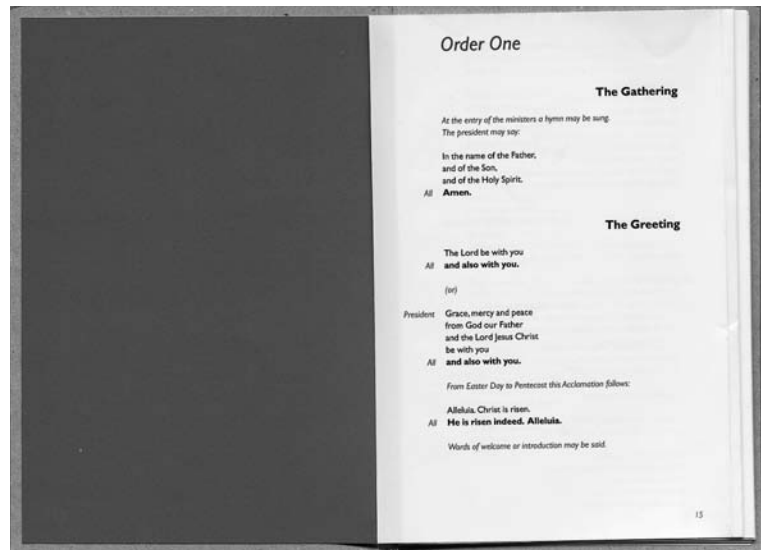 Order One
The Gathering
At the entry of the ministers a hymn may be sung.
The president may say:
In the name of the Father,
and of the Son,
and of the Holy Spirit.
All Amen.
The Greeting
The Lord be with you
All and also with you.
(or)
President Grace, mercy and peace
from God our Father
and the Lord Jesus Christ
be with you
All and also with you.
From Easter Day to Pentecost this Acclamation follows:
Alleluia. Christ is risen.
All He is risen indeed. Alleluia.
Words of welcome or introduction may be said.
15